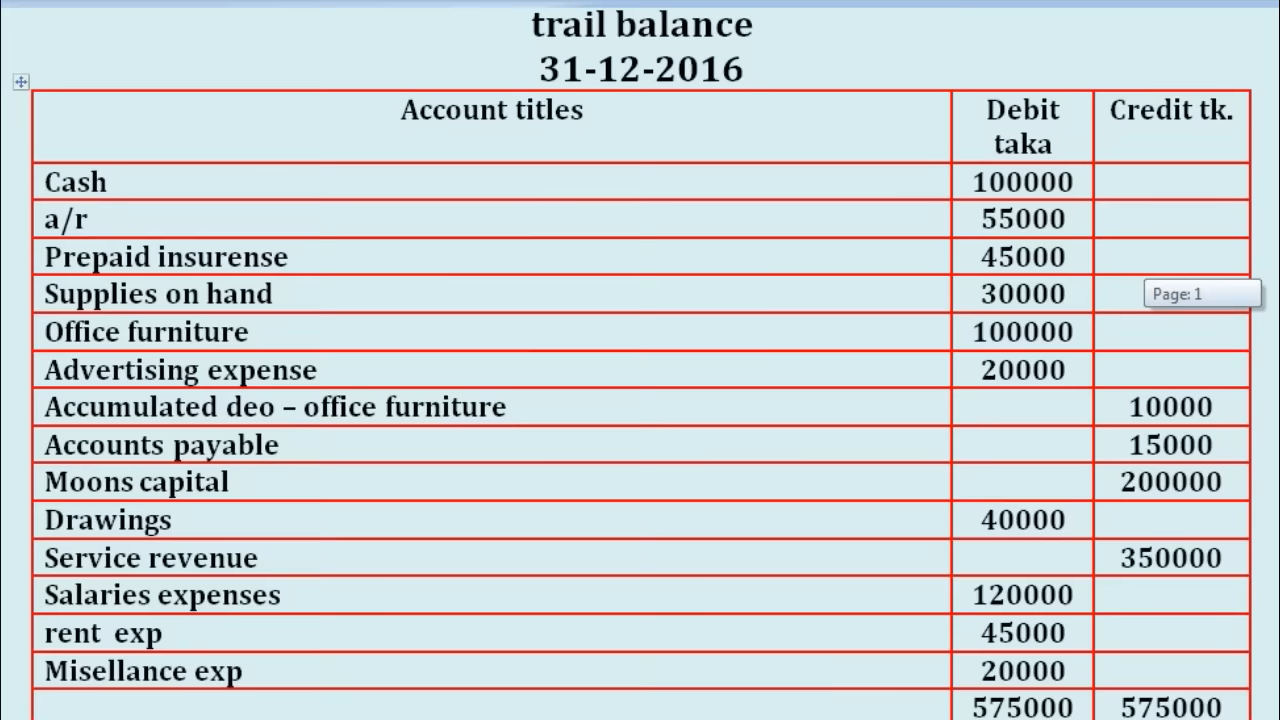 trail balance
31-12-2016
Account titles Debit taka Credit tk.
Cash 100000
a/r 55000
Prepaid insurense 45000
Supplies on hand 30000
Page: 1
Office furniture 100000
Advertising expense 20000
Accumulated deo – office furniture 10000
Accounts payable 15000
Moons capital 200000
Drawings 40000
Service revenue 350000
Salaries expenses 120000
rent exp 45000
Misellance exp 20000
575000 575000